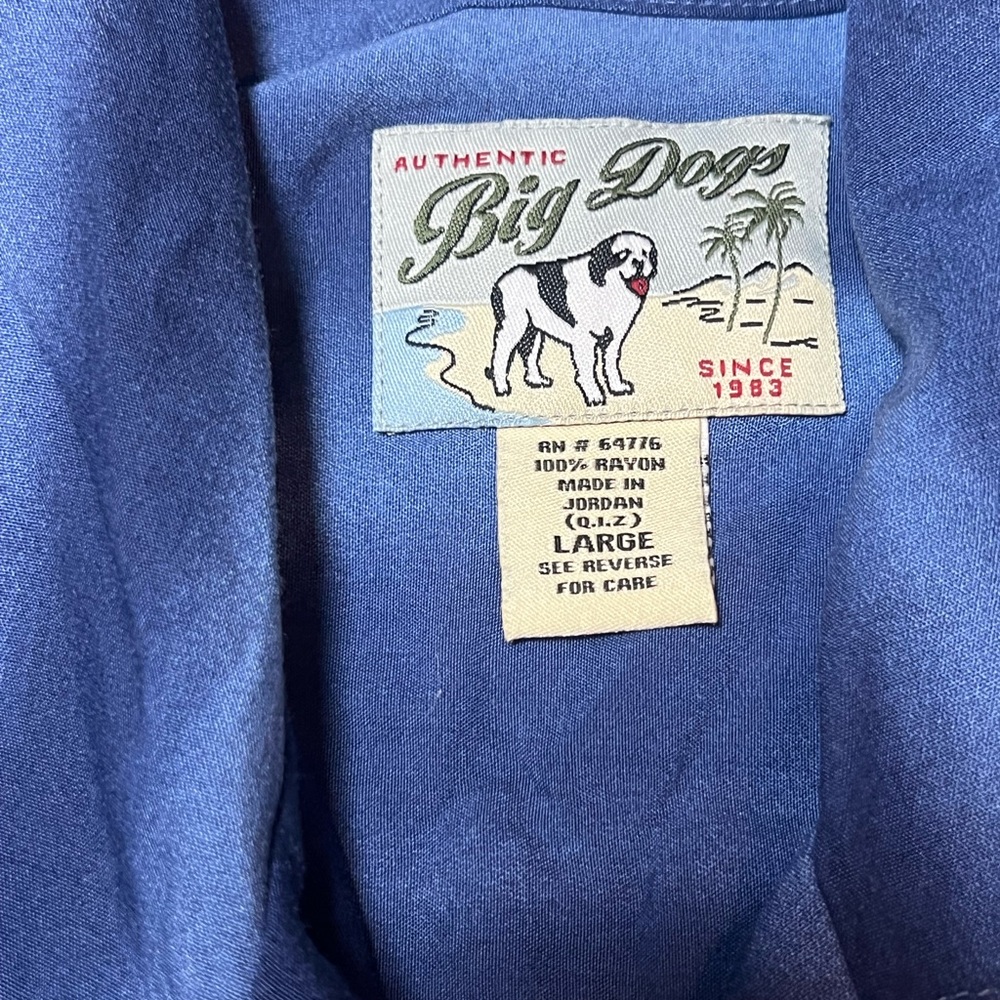 AUTHENTIC
Big Dogs
SINCE
1983
RN # 64776
100% RAYON
MADE IN
JORDAN
(Q.I.Z)
LARGE
SEE REVERSE
FOR CARE